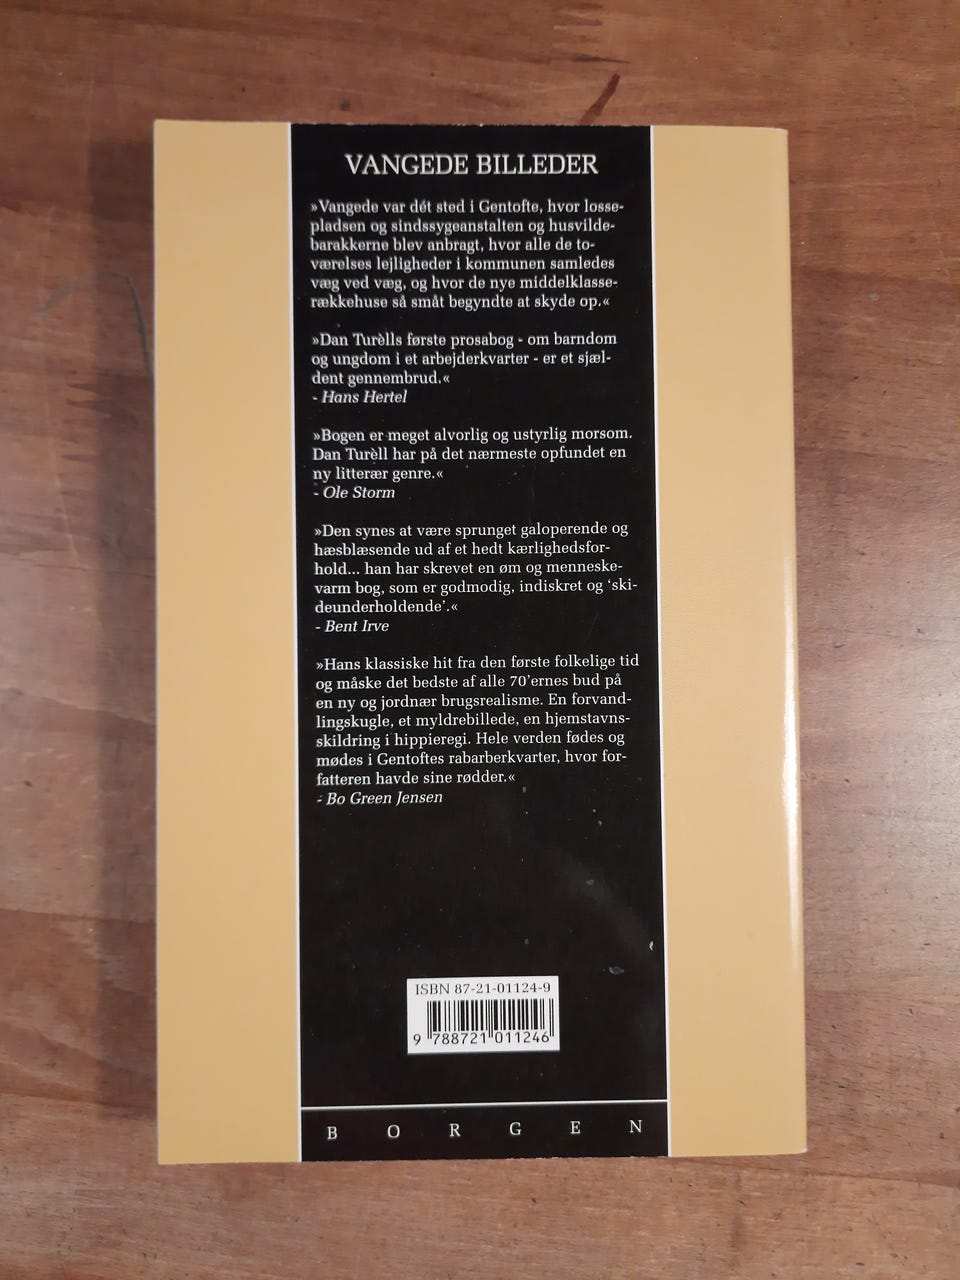 VANGEDE BILLEDER
»Vangede var dét sted i Gentofte, hvor losse-
pladsen og sindssygeanstalten og husvilde-
barakkerne blev anbragt, hvor alle de to-
værelses lejligheder i kommunen samledes
væg ved væg, og hvor de nye middelklasse-
rækkehuse så småt begyndte at skyde op.«
»Dan Turèlls første prosabog - om barndom
og ungdom i et arbejderkvarter - er et sjæl-
dent gennembrud.«
- Hans Hertel
»Bogen er meget alvorlig og ustyrlig morsom.
Dan Turèll har på det nærmeste opfundet en
ny litterær genre.«
- Ole Storm
»Den synes at være sprunget galoperende og
hæsblæsende ud af et hedt kærlighedsfor-
hold... han har skrevet en øm og menneske-
varm bog, som er godmodig, indiskret og ‘ski-
deunderholdende’.«
- Bent Irve
»Hans klassiske hit fra den første folkelige tid
og måske det bedste af alle 70’ernes bud på
en ny og jordnær brugsrealisme. En forvand-
lingskugle, et myldrebillede, en hjemstavns-
skildring i hippieregi. Hele verden fødes og
mødes i Gentoftes rabarberkvarter, hvor for-
fatteren havde sine rødder.«
- Bo Green Jensen
ISBN 87-21-01124-9
9 788721 011246
BORGEN